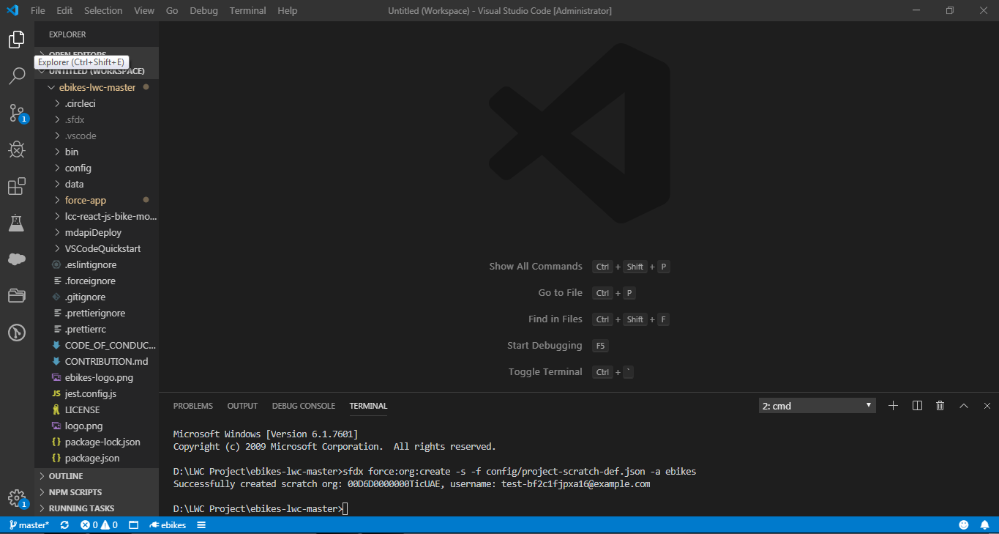 File Edit Selection View Go Debug Terminal Help
Untitled (Workspace) - Visual Studio Code [Administrator]
EXPLORER
OPEN EDITORS
Explorer (Ctrl+Shift+E)
UNTITLED (WORKSPACE)
ebikes-lwc-master
.circleci
.sfdx
.vscode
bin
config
data
force-app
lcc-react-js-bike-mo...
mdapiDeploy
VSCodeQuickstart
.eslintignore
.forceignore
.gitignore
.prettierignore
.prettierrc
CODE_OF_CONDUC...
CONTRIBUTION.md
ebikes-logo.png
JS jest.config.js
LICENSE
logo.png
{} package-lock.json
{} package.json
OUTLINE
NPM SCRIPTS
RUNNING TASKS
1
1
Show All Commands Ctrl + Shift + P
Go to File Ctrl + P
Find in Files Ctrl + Shift + F
Start Debugging F5
Toggle Terminal Ctrl + `
PROBLEMS OUTPUT DEBUG CONSOLE TERMINAL
2: cmd
Microsoft Windows [Version 6.1.7601]
Copyright (c) 2009 Microsoft Corporation.  All rights reserved.
D:\LWC Project\ebikes-lwc-master>sfdx force:org:create -s -f config/project-scratch-def.json -a ebikes
Successfully created scratch org: 00D6D0000000TicUAE, username: test-bf2c1fjpxa16@example.com
D:\LWC Project\ebikes-lwc-master>
master* 0 0 ebikes